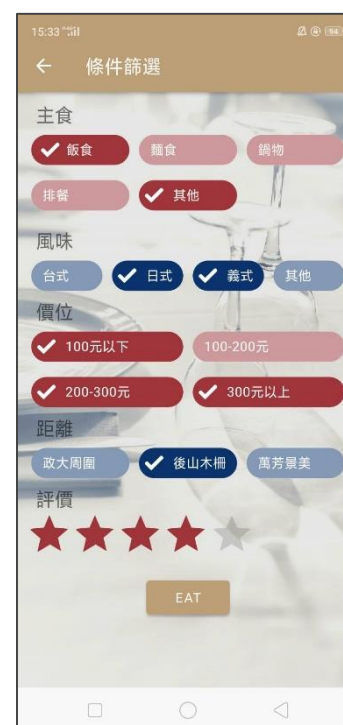 15:33
54
條件篩選
主食
飯食 麵食 鍋物
排餐 其他
風味
台式 日式 義式 其他
價位
100元以下 100-200元
200-300元 300元以上
距離
政大周圍 後山木柵 萬芳景美
評價
EAT